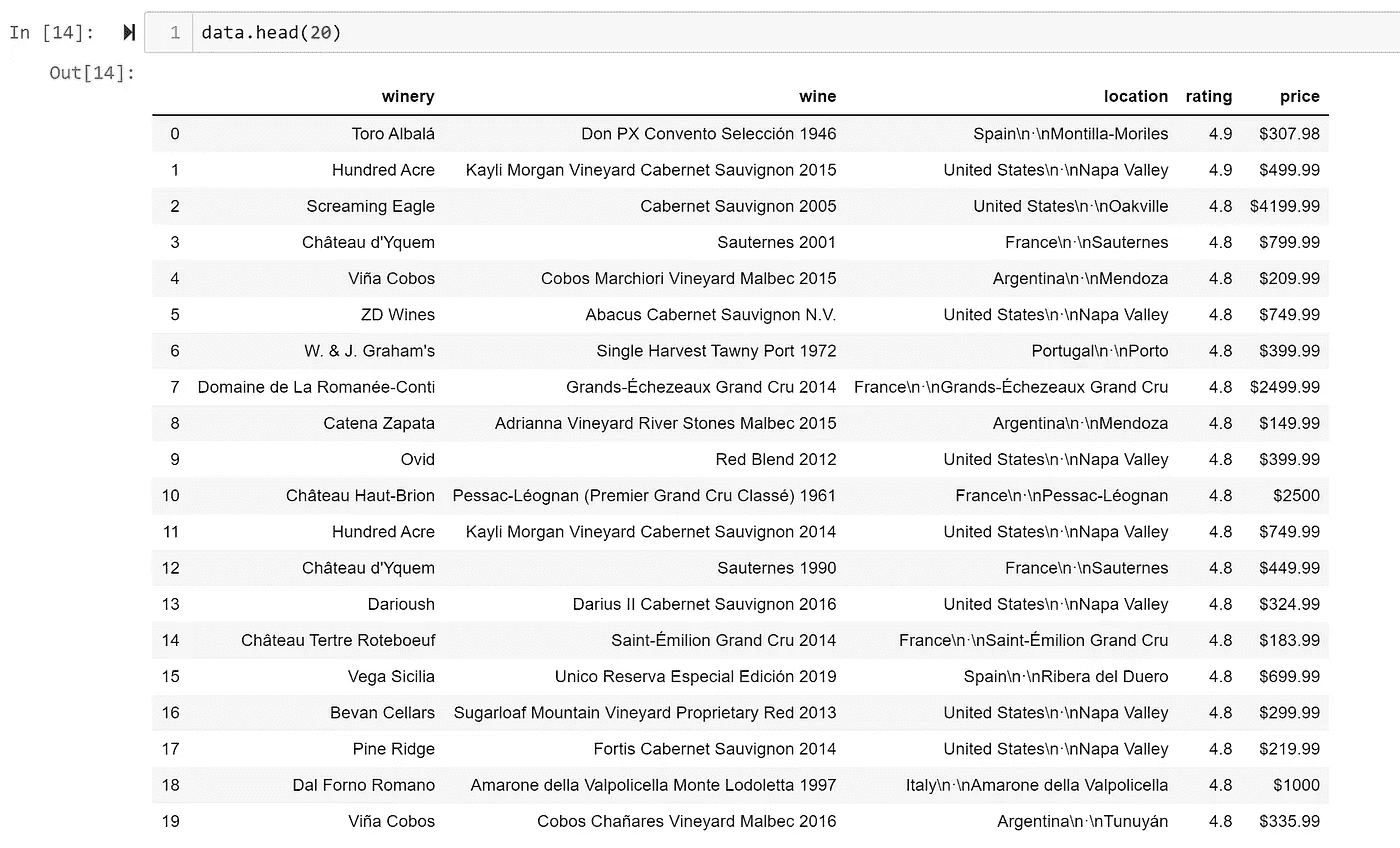 In [14]: 1 data.head(20)
Out[14]:
winery wine location rating price
0 Toro Albalá Don PX Convento Selección 1946 Spain\n·\nMontilla-Moriles 4.9 $307.98
1 Hundred Acre Kayli Morgan Vineyard Cabernet Sauvignon 2015 United States\n·\nNapa Valley 4.9 $499.99
2 Screaming Eagle Cabernet Sauvignon 2005 United States\n·\nOakville 4.8 $4199.99
3 Château d'Yquem Sauternes 2001 France\n·\nSauternes 4.8 $799.99
4 Viña Cobos Cobos Marchiori Vineyard Malbec 2015 Argentina\n·\nMendoza 4.8 $209.99
5 ZD Wines Abacus Cabernet Sauvignon N.V. United States\n·\nNapa Valley 4.8 $749.99
6 W. & J. Graham's Single Harvest Tawny Port 1972 Portugal\n·\nPorto 4.8 $399.99
7 Domaine de La Romanée-Conti Grands-Échezeaux Grand Cru 2014 France\n·\nGrands-Échezeaux Grand Cru 4.8 $2499.99
8 Catena Zapata Adrianna Vineyard River Stones Malbec 2015 Argentina\n·\nMendoza 4.8 $149.99
9 Ovid Red Blend 2012 United States\n·\nNapa Valley 4.8 $399.99
10 Château Haut-Brion Pessac-Léognan (Premier Grand Cru Classé) 1961 France\n·\nPessac-Léognan 4.8 $2500
11 Hundred Acre Kayli Morgan Vineyard Cabernet Sauvignon 2014 United States\n·\nNapa Valley 4.8 $749.99
12 Château d'Yquem Sauternes 1990 France\n·\nSauternes 4.8 $449.99
13 Darioush Darius II Cabernet Sauvignon 2016 United States\n·\nNapa Valley 4.8 $324.99
14 Château Tertre Roteboeuf Saint-Émilion Grand Cru 2014 France\n·\nSaint-Émilion Grand Cru 4.8 $183.99
15 Vega Sicilia Unico Reserva Especial Edición 2019 Spain\n·\nRibera del Duero 4.8 $699.99
16 Bevan Cellars Sugarloaf Mountain Vineyard Proprietary Red 2013 United States\n·\nNapa Valley 4.8 $299.99
17 Pine Ridge Fortis Cabernet Sauvignon 2014 United States\n·\nNapa Valley 4.8 $219.99
18 Dal Forno Romano Amarone della Valpolicella Monte Lodoletta 1997 Italy\n·\nAmarone della Valpolicella 4.8 $1000
19 Viña Cobos Cobos Chañares Vineyard Malbec 2016 Argentina\n·\nTunuyán 4.8 $335.99